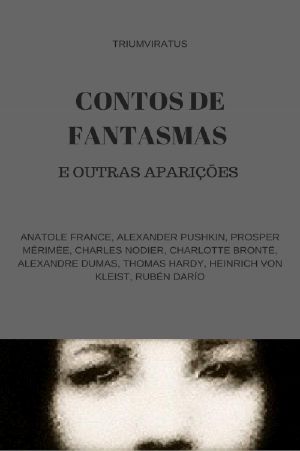 TRIUMVIRATUS
CONTOS DE
FANTASMAS
E OUTRAS APARIÇÕES
ANATOLE FRANCE, ALEXANDER PUSHKIN, PROSPER
MÉRIMÉE, CHARLES NODIER, CHARLOTTE BRONTË,
ALEXANDRE DUMAS, THOMAS HARDY, HEINRICH VON
KLEIST, RUBÉN DARÍO